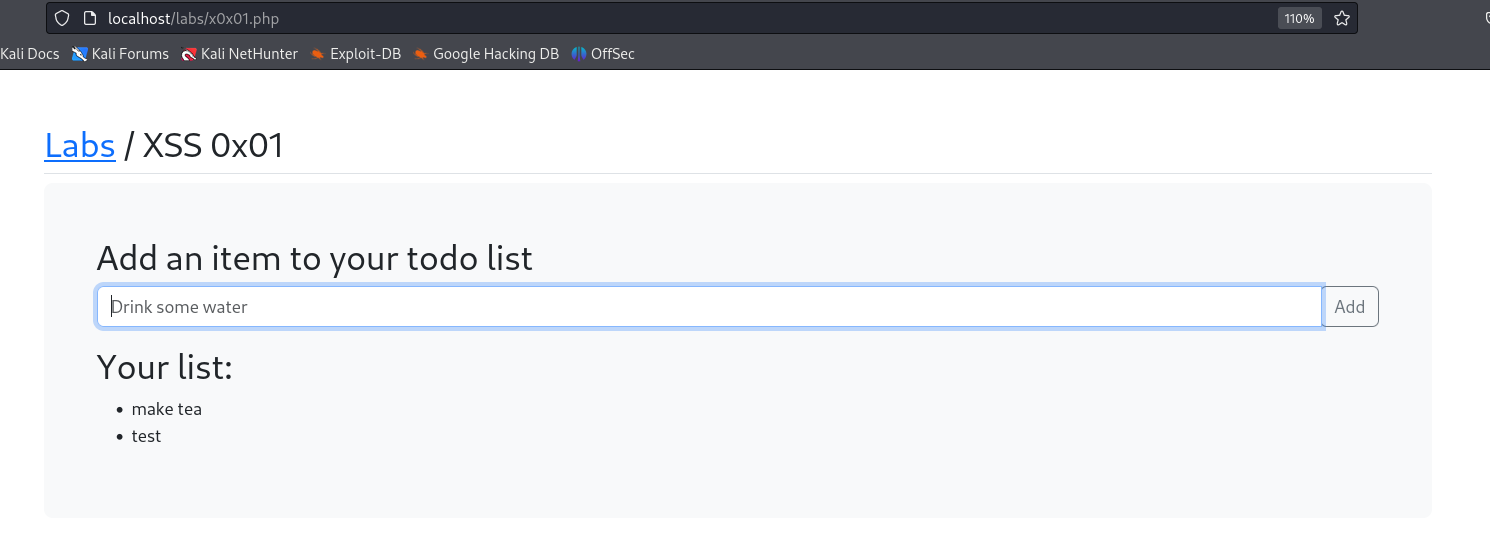 localhost/labs/x0x01.php 110%
Kali Docs Kali Forums Kali NetHunter Exploit-DB Google Hacking DB OffSec
Labs / XSS 0x01
Add an item to your todo list
Drink some water Add
Your list:
• make tea
• test